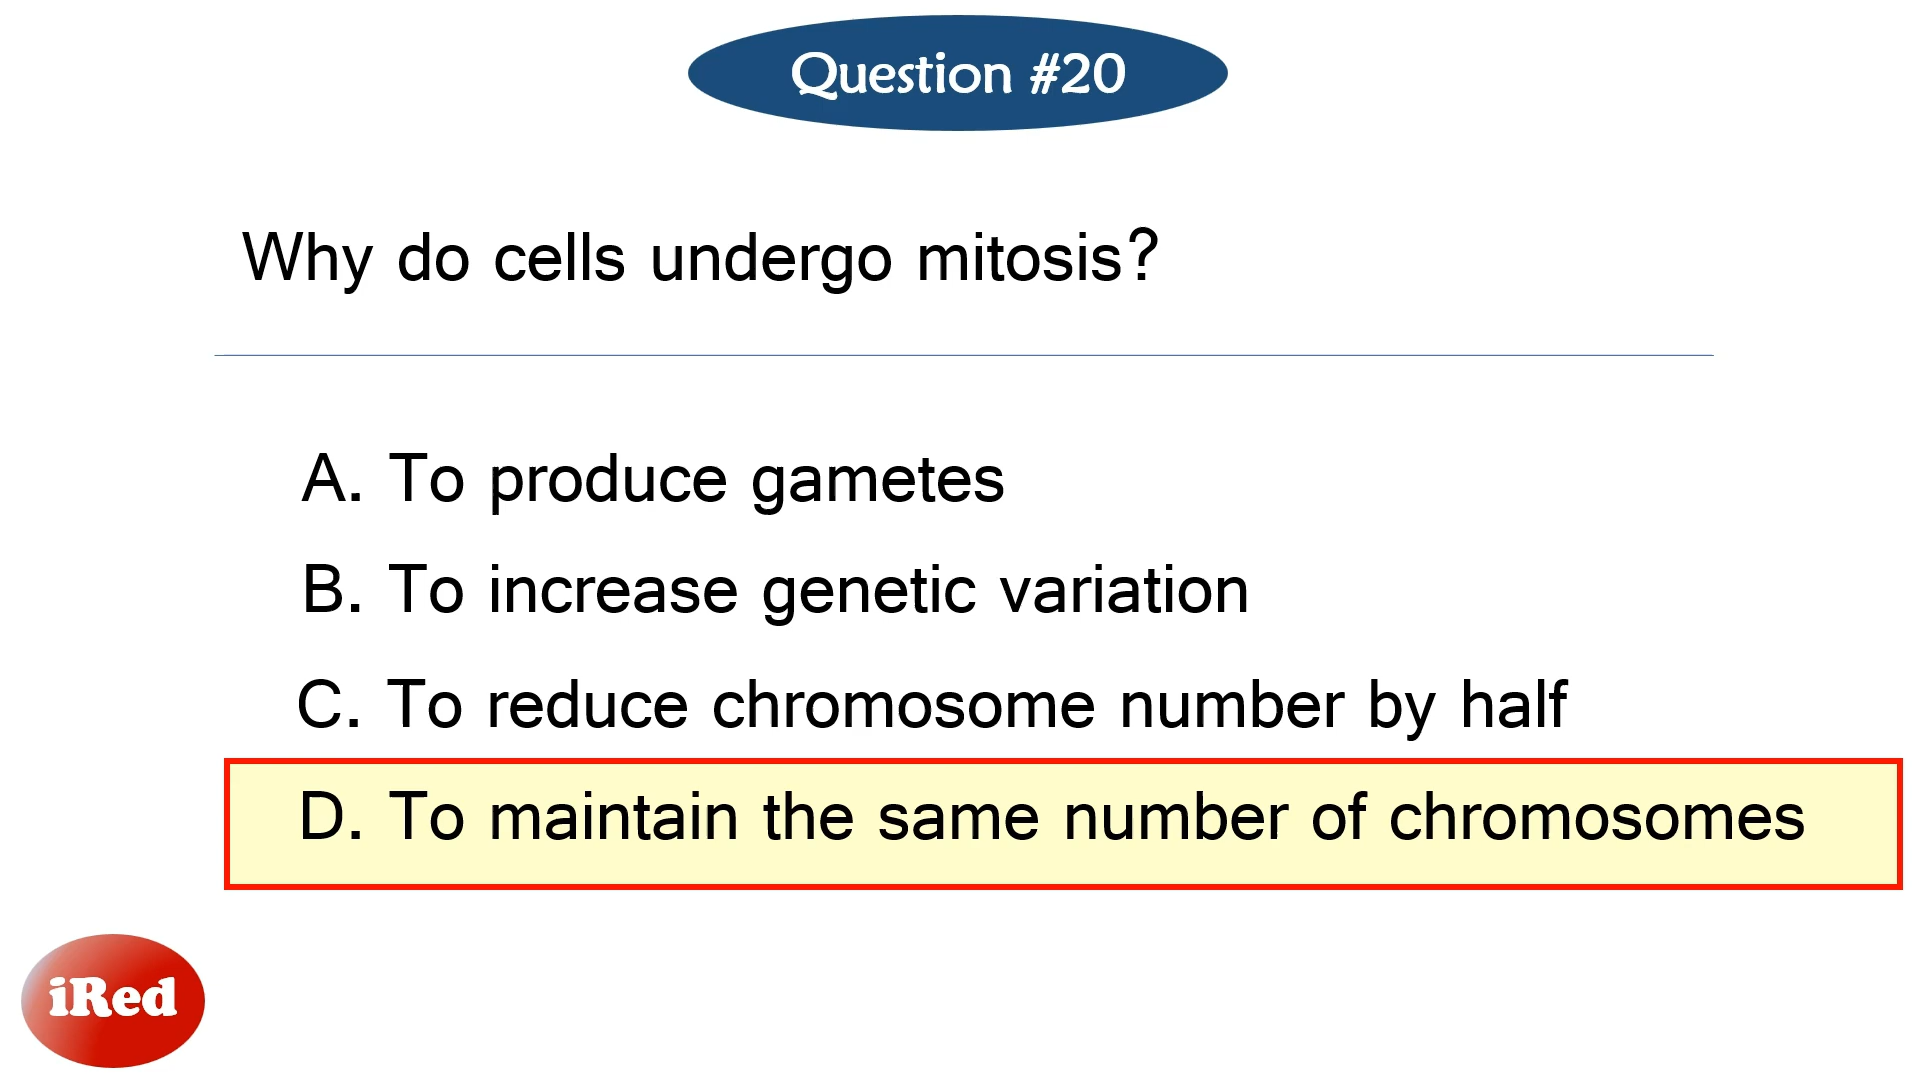 Question #20
Why do cells undergo mitosis?
A. To produce gametes
B. To increase genetic variation
C. To reduce chromosome number by half
D. To maintain the same number of chromosomes
iRed